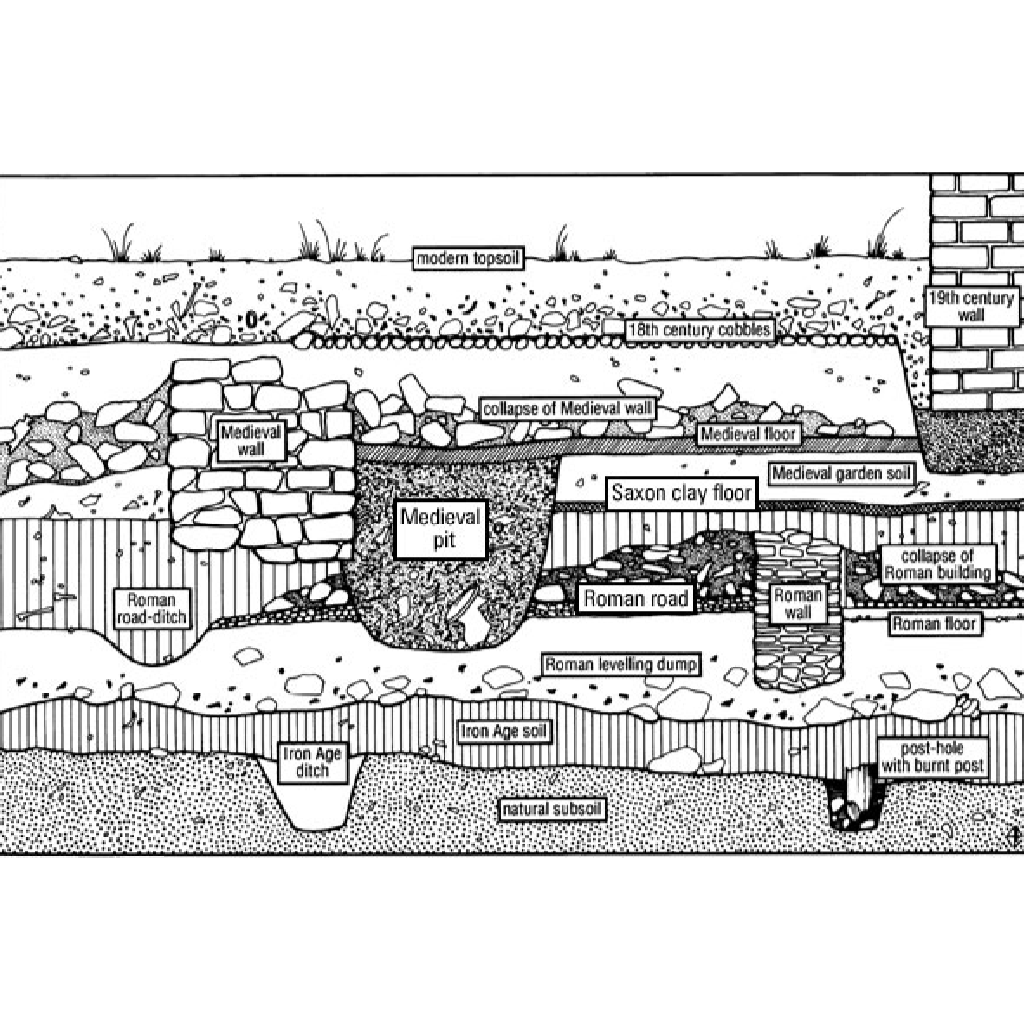 modern topsoil
19th century
wall
18th century cobbles
collapse of Medieval wall
Medieval
wall
Medieval floor
Medieval garden soil
Saxon clay floor
Medieval
pit
collapse of
Roman building
Roman
road-ditch
Roman road
Roman
wall
Roman floor
Roman levelling dump
Iron Age soil
Iron Age
ditch
post-hole
with burnt post
natural subsoil
4